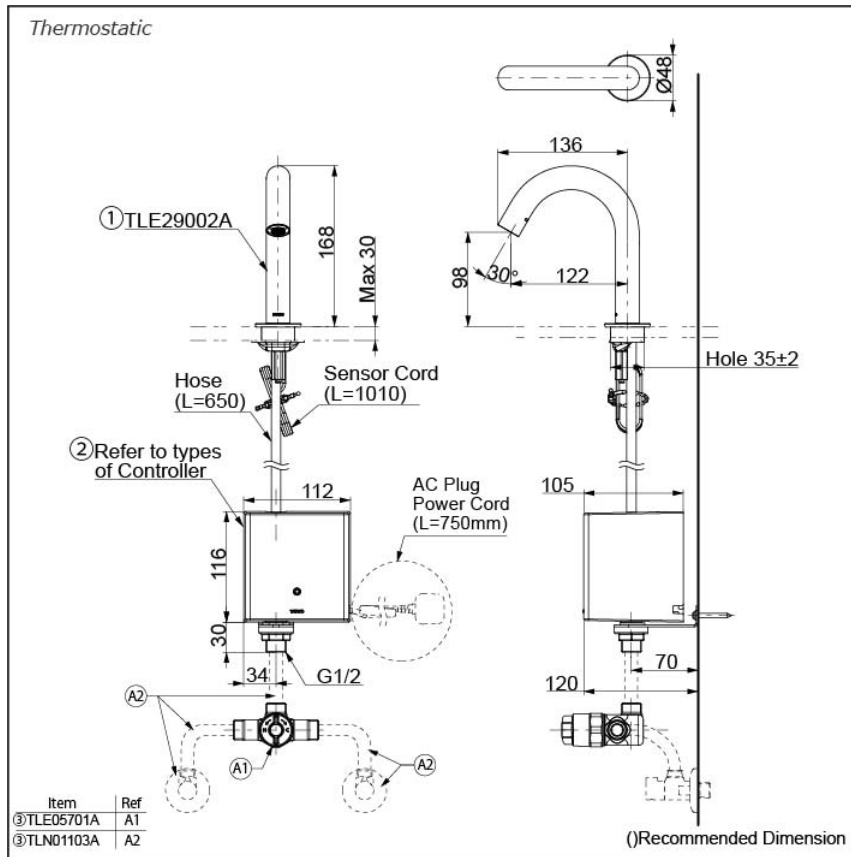 Thermostatic
Ø48
136
①TLE29002A
168
Max 30
98
30°
122
Hole 35±2
Hose
(L=650)
Sensor Cord
(L=1010)
②Refer to types
of Controller
112
AC Plug
Power Cord
(L=750mm)
105
116
30
34
G1/2
70
120
A2
A1
A2
Item Ref
③TLE05701A A1
③TLN01103A A2
()Recommended Dimension